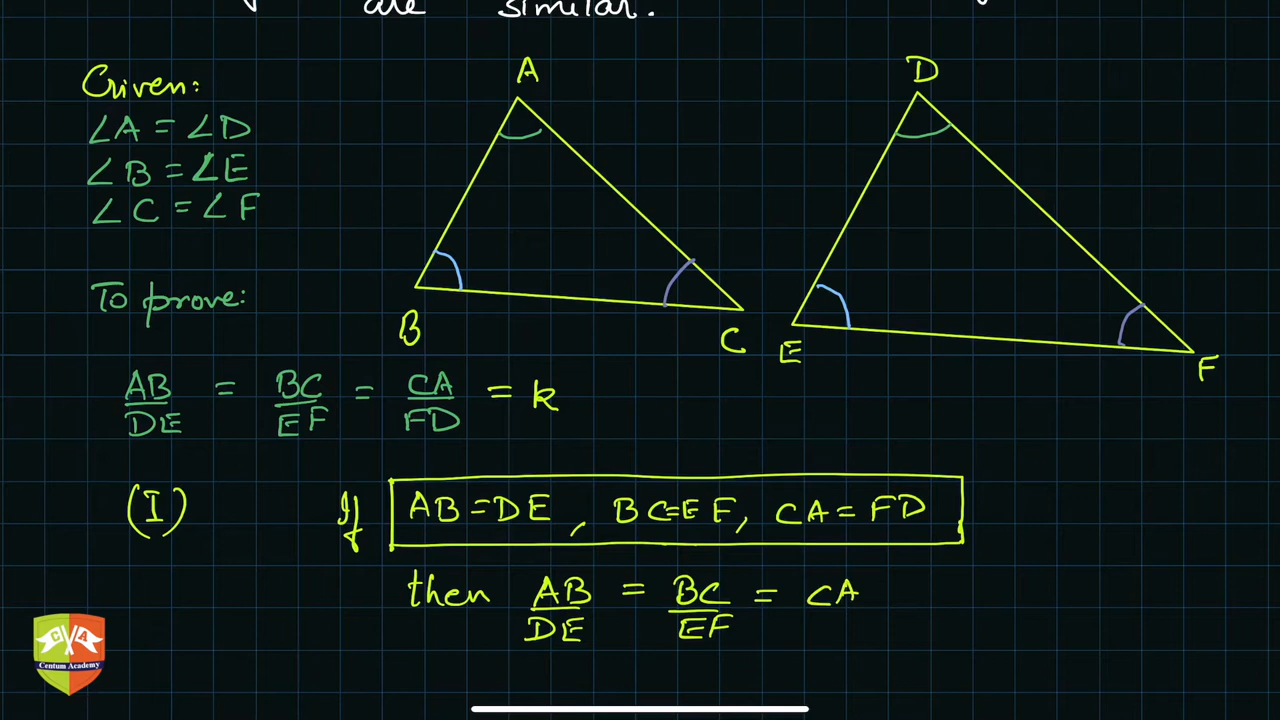 are similar.
Given:
∠A = ∠D
∠B = ∠E
∠C = ∠F
To prove:
AB/DE = BC/EF = CA/FD = k
A
B
C
D
E
F
(I) If AB=DE, BC=EF, CA=FD
then AB/DE = BC/EF = CA
CA
Centum Academy